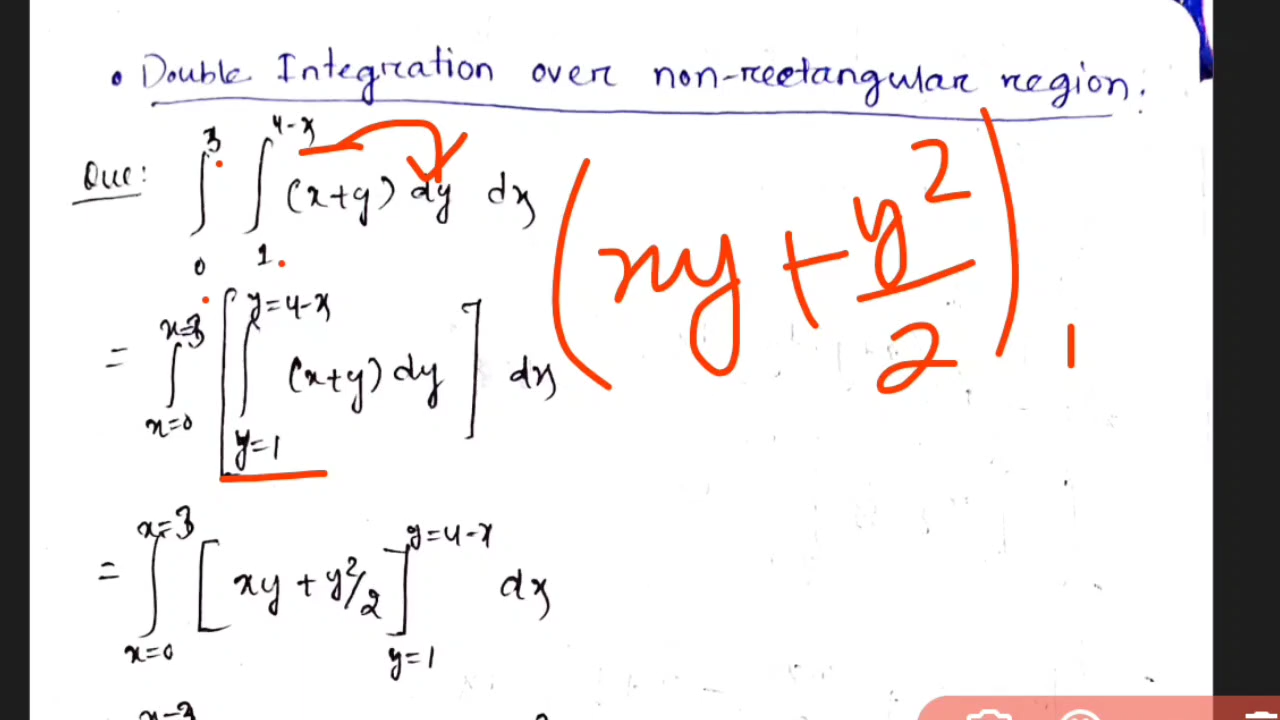 • Double Integration over non-rectangular region.
Que: ∫₀³ ∫₁^{4-x} (x+y) dy dx
(xy + y²/2)₁
= ∫_{x=0}^{x=3} [ ∫_{y=1}^{y=4-x} (x+y) dy ] dx
= ∫_{x=0}^{x=3} [ xy + y²/2 ]_{y=1}^{y=4-x} dx